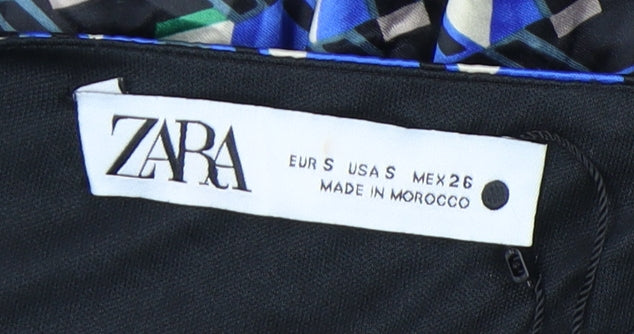 ZARA
EUR S USA S MEX 26
MADE IN MOROCCO